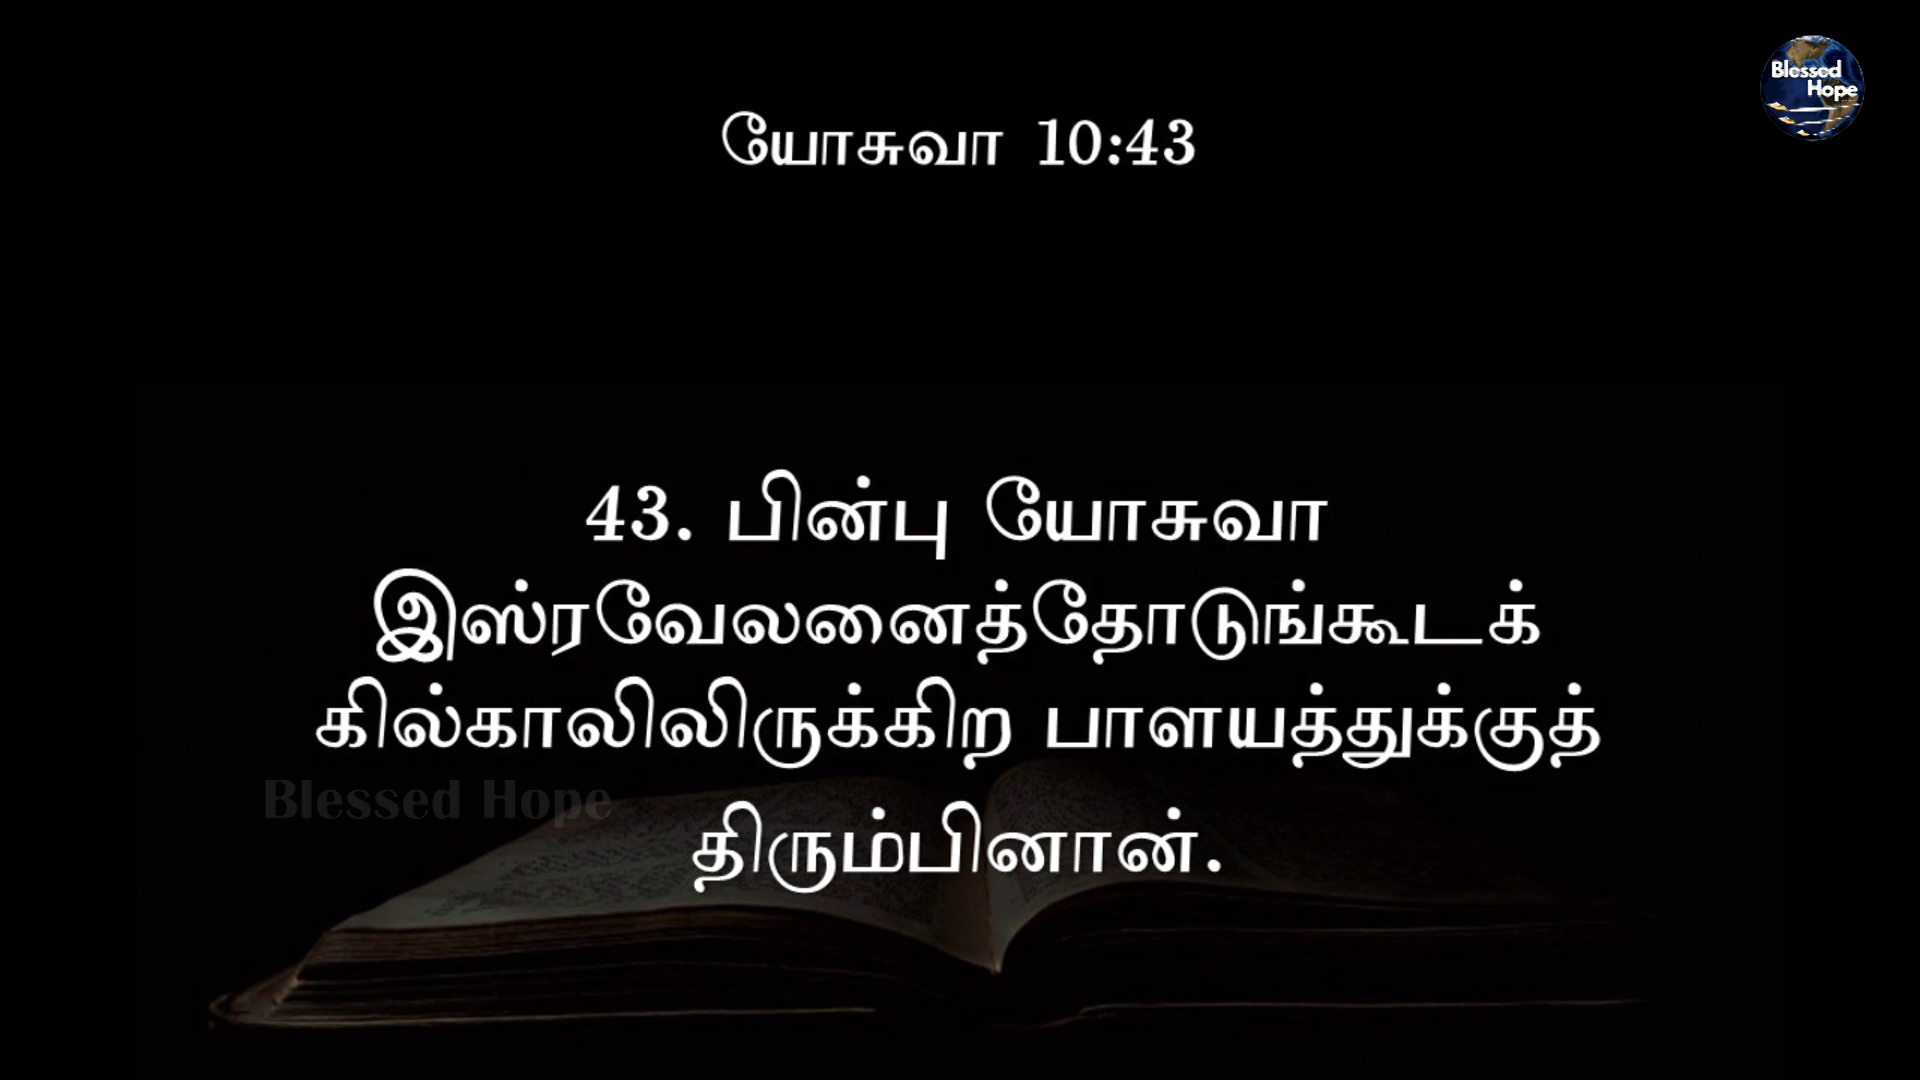 Blessed
Hope
யோசுவா 10:43
43. பின்பு யோசுவா
இஸ்ரவேலனைத்தோடுங்கூடக்
கில்காலிலிருக்கிற பாளயத்துக்குத்
Blessed Hope
திரும்பினான்.